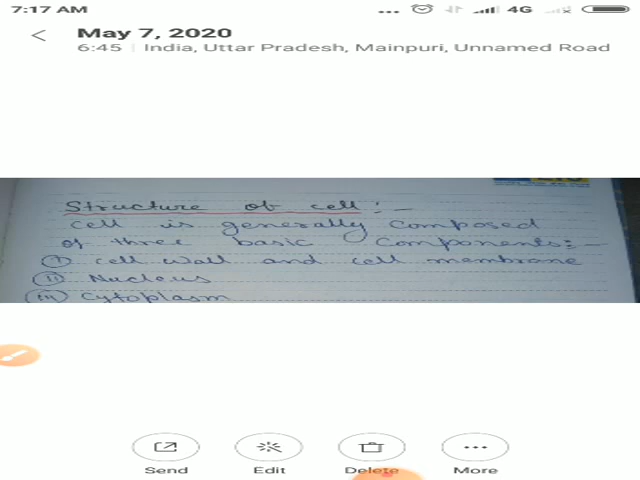 7:17 AM
4G
May 7, 2020
6:45 | India, Uttar Pradesh, Mainpuri, Unnamed Road
Structure of cell :-
Cell is generally composed
of three basic components :-
(i) Cell wall and cell membrane
(ii) Nucleus
(iii) Cytoplasm
Send Edit Delete More